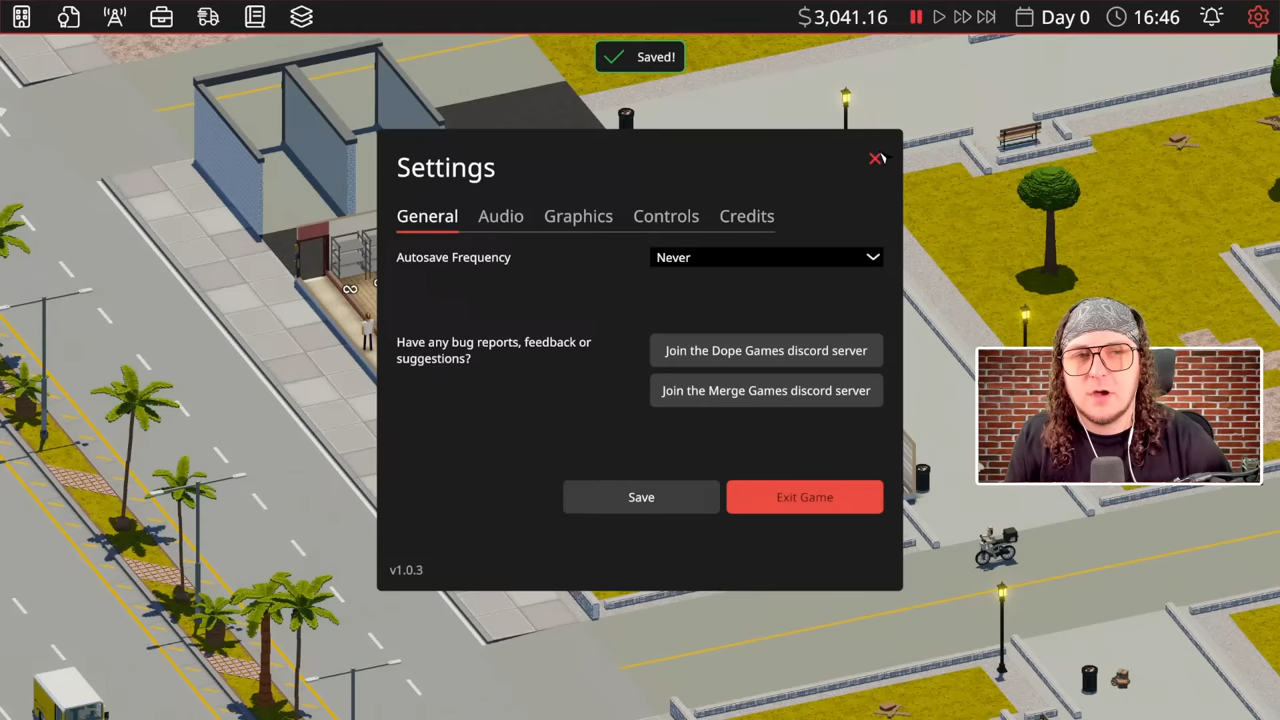 $3,041.16
Day 0
16:46
Saved!
Settings
General Audio Graphics Controls Credits
Autosave Frequency
Never
Have any bug reports, feedback or
suggestions?
Join the Dope Games discord server
Join the Merge Games discord server
Save
Exit Game
v1.0.3